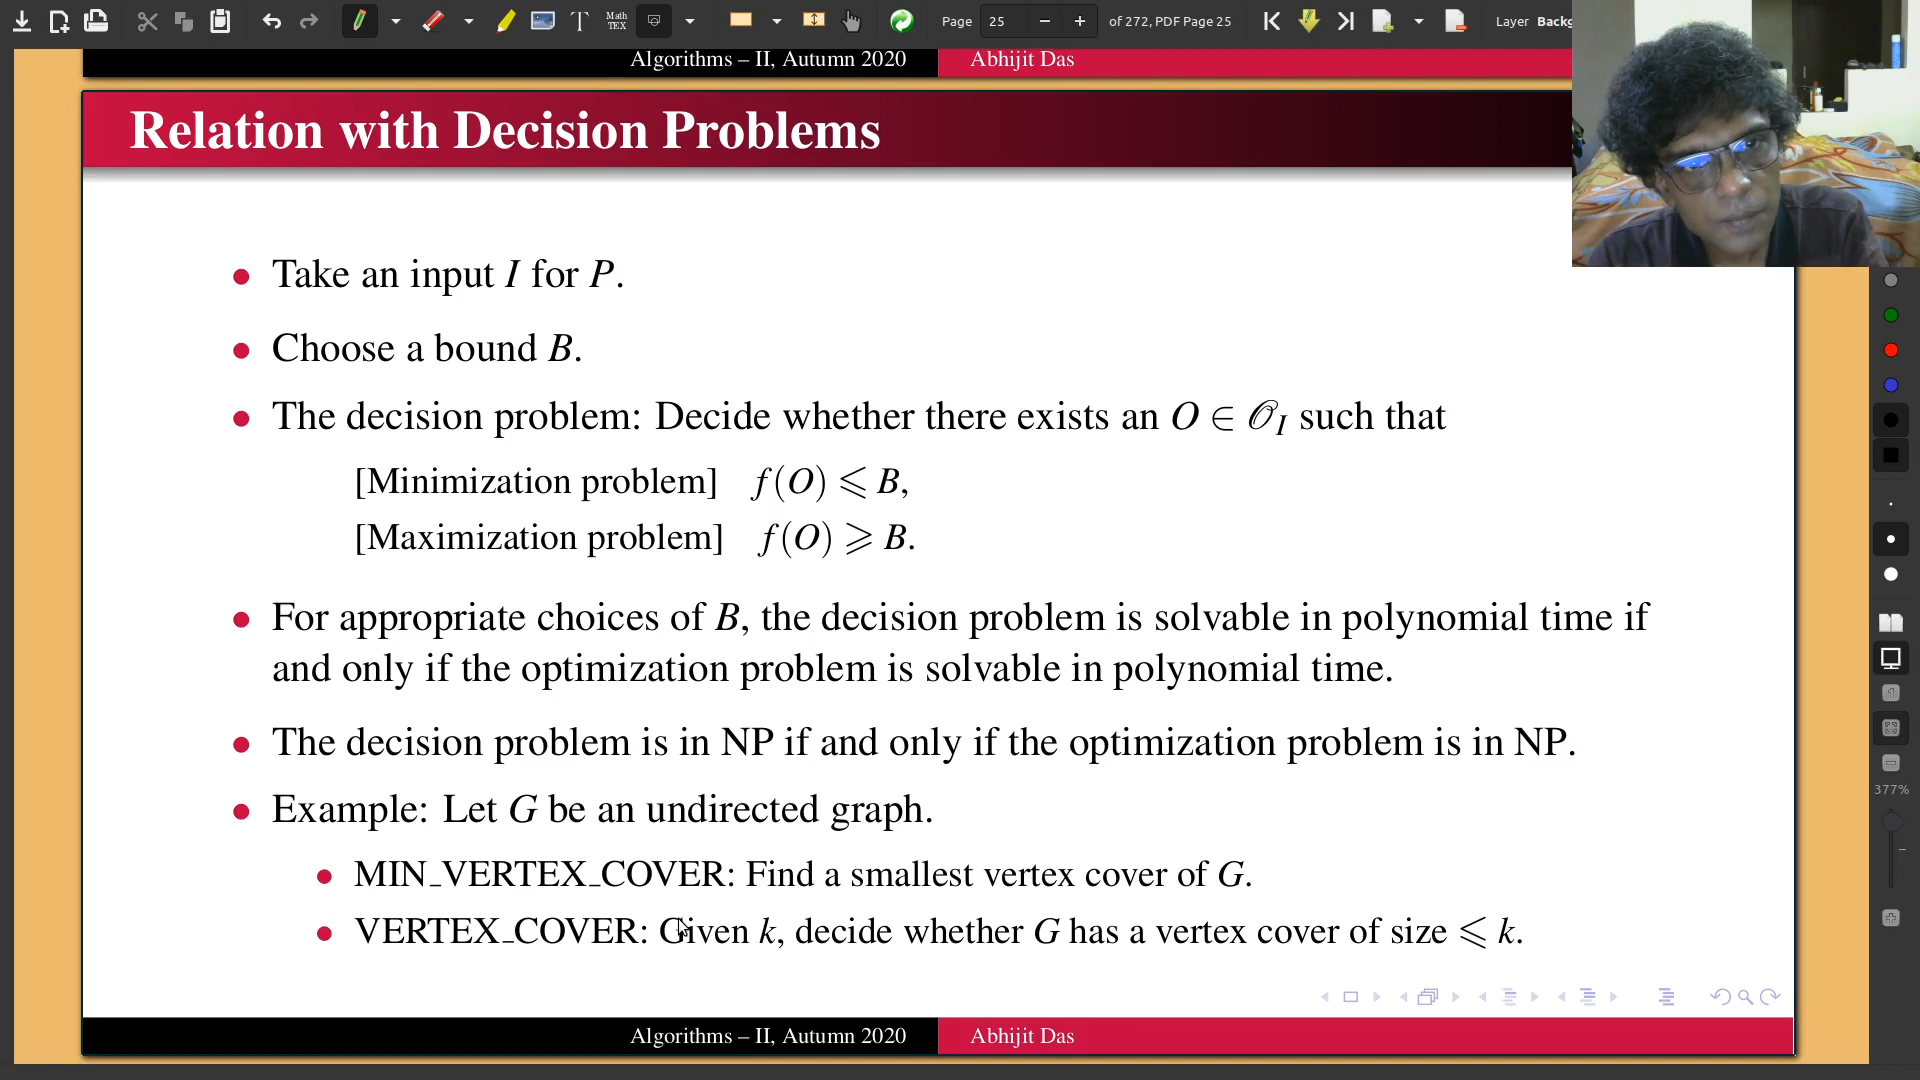 Math
T TEX Page 25 of 272, PDF Page 25 Layer
Algorithms – II, Autumn 2020 Abhijit Das
Relation with Decision Problems
• Take an input I for P.
• Choose a bound B.
• The decision problem: Decide whether there exists an O ∈ 𝒪_I such that
[Minimization problem] f(O) ⩽ B,
[Maximization problem] f(O) ⩾ B.
• For appropriate choices of B, the decision problem is solvable in polynomial time if
and only if the optimization problem is solvable in polynomial time.
• The decision problem is in NP if and only if the optimization problem is in NP.
• Example: Let G be an undirected graph.
• MIN_VERTEX_COVER: Find a smallest vertex cover of G.
• VERTEX_COVER: Given k, decide whether G has a vertex cover of size ⩽ k.
Algorithms – II, Autumn 2020 Abhijit Das
377%